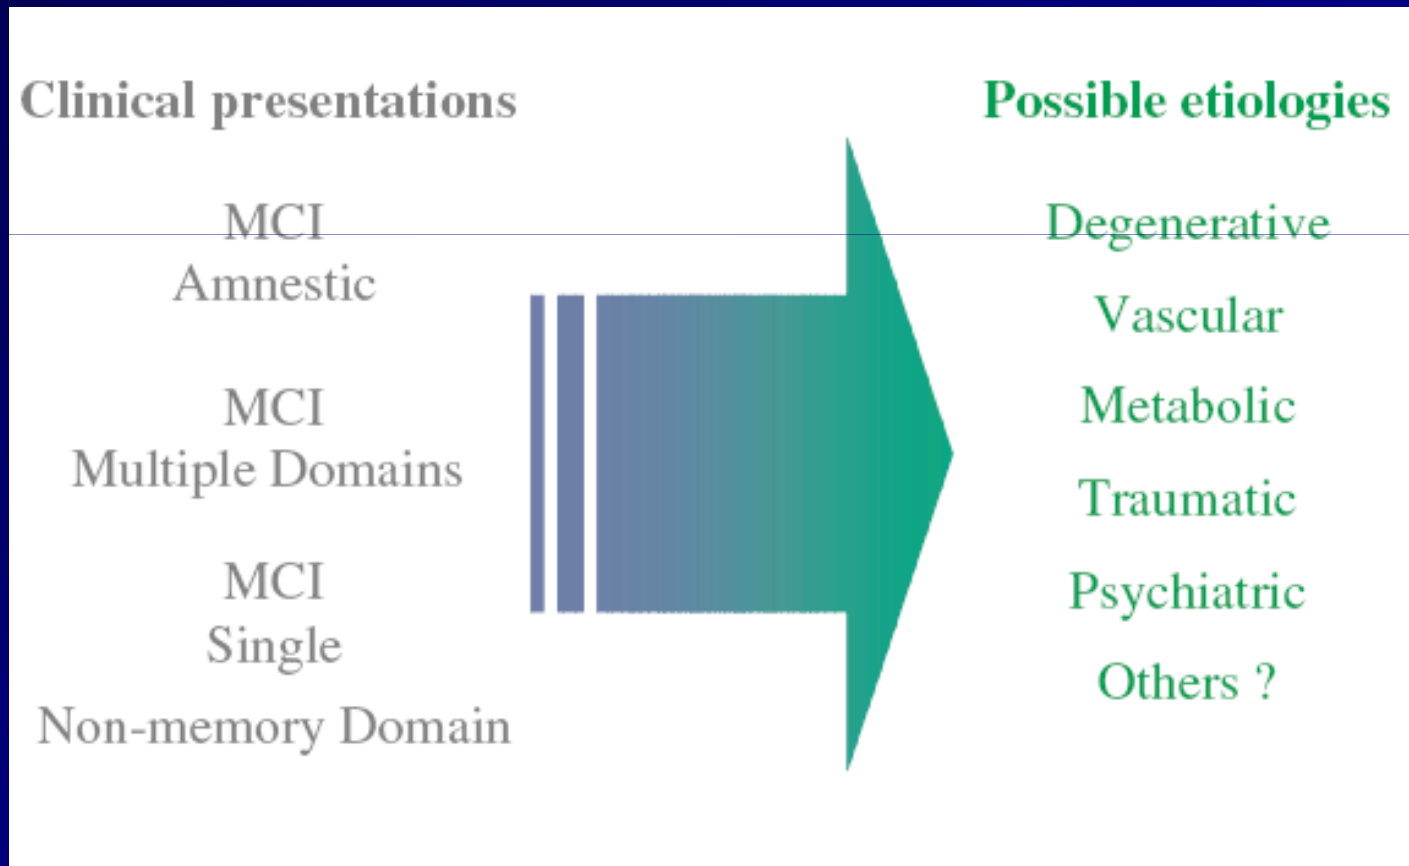 Clinical presentations
MCI
Amnestic
MCI
Multiple Domains
MCI
Single
Non-memory Domain
Possible etiologies
Degenerative
Vascular
Metabolic
Traumatic
Psychiatric
Others ?